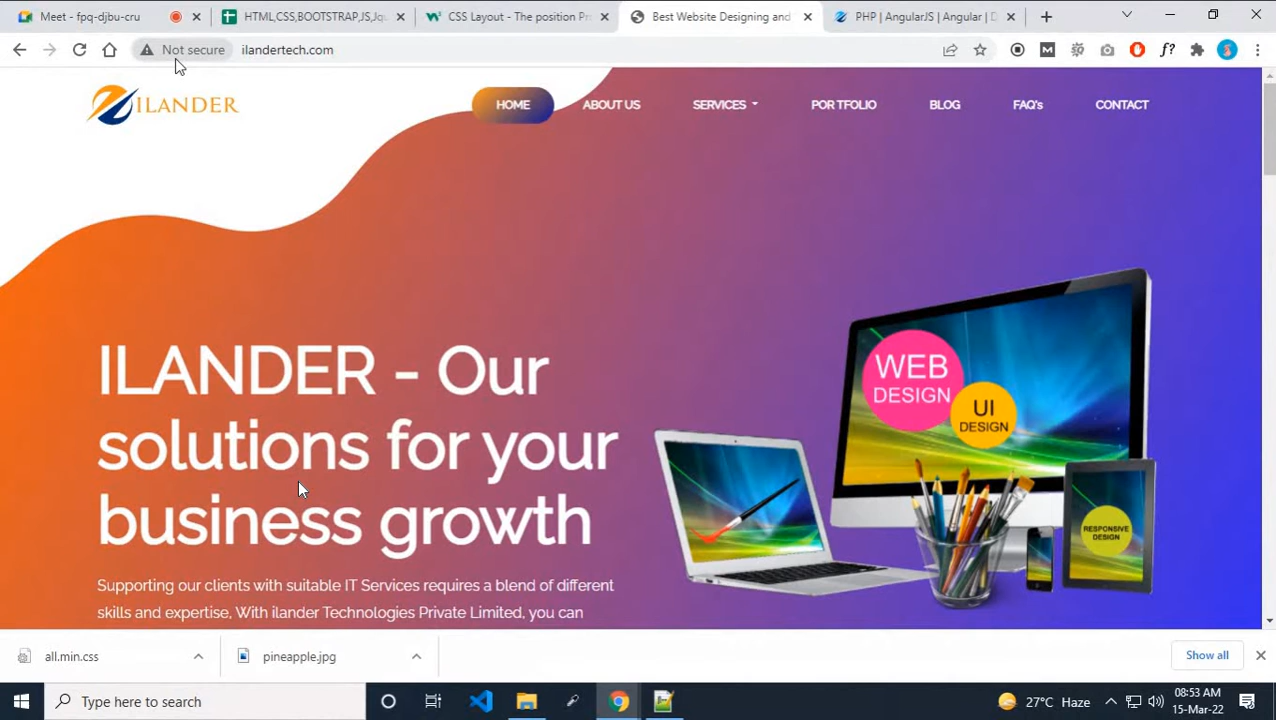 Meet - fpq-djbu-cru
HTML,CSS,BOOTSTRAP,JS,Jqu
CSS Layout - The position Pr
Best Website Designing and
PHP | AngularJS | Angular | D
Not secure
ilandertech.com
ILANDER
HOME
ABOUT US
SERVICES
POR TFOLIO
BLOG
FAQ's
CONTACT
ILANDER - Our
solutions for your
business growth
Supporting our clients with suitable IT Services requires a blend of different
skills and expertise, With ilander Technologies Private Limited, you can
WEB
DESIGN
UI
DESIGN
RESPONSIVE
DESIGN
all.min.css
pineapple.jpg
Show all
Type here to search
27°C Haze
08:53 AM
15-Mar-22